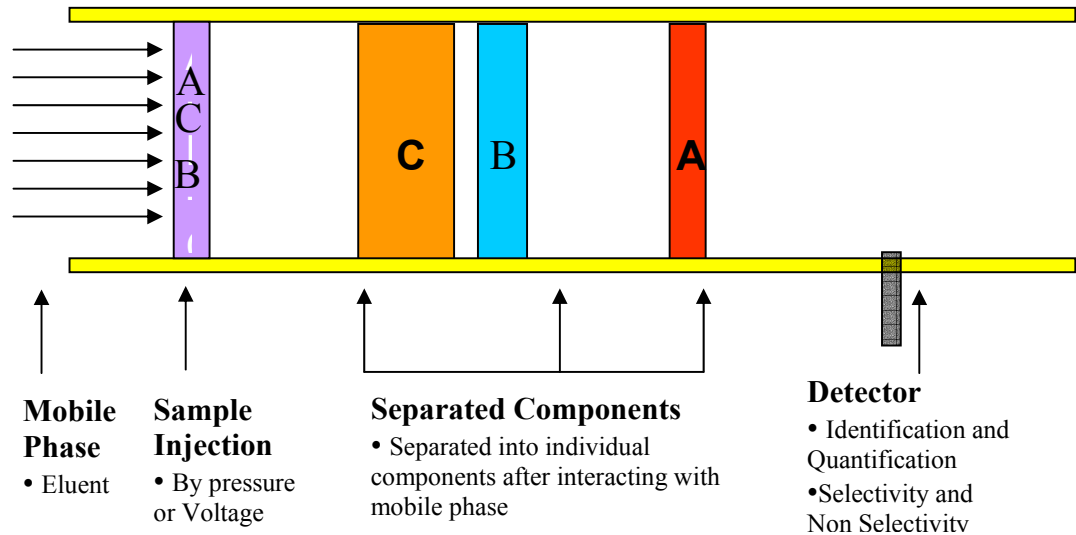 A
C
B
C
B
A
Mobile
Phase
• Eluent
Sample
Injection
• By pressure
or Voltage
Separated Components
• Separated into individual
components after interacting with
mobile phase
Detector
• Identification and
Quantification
•Selectivity and
Non Selectivity